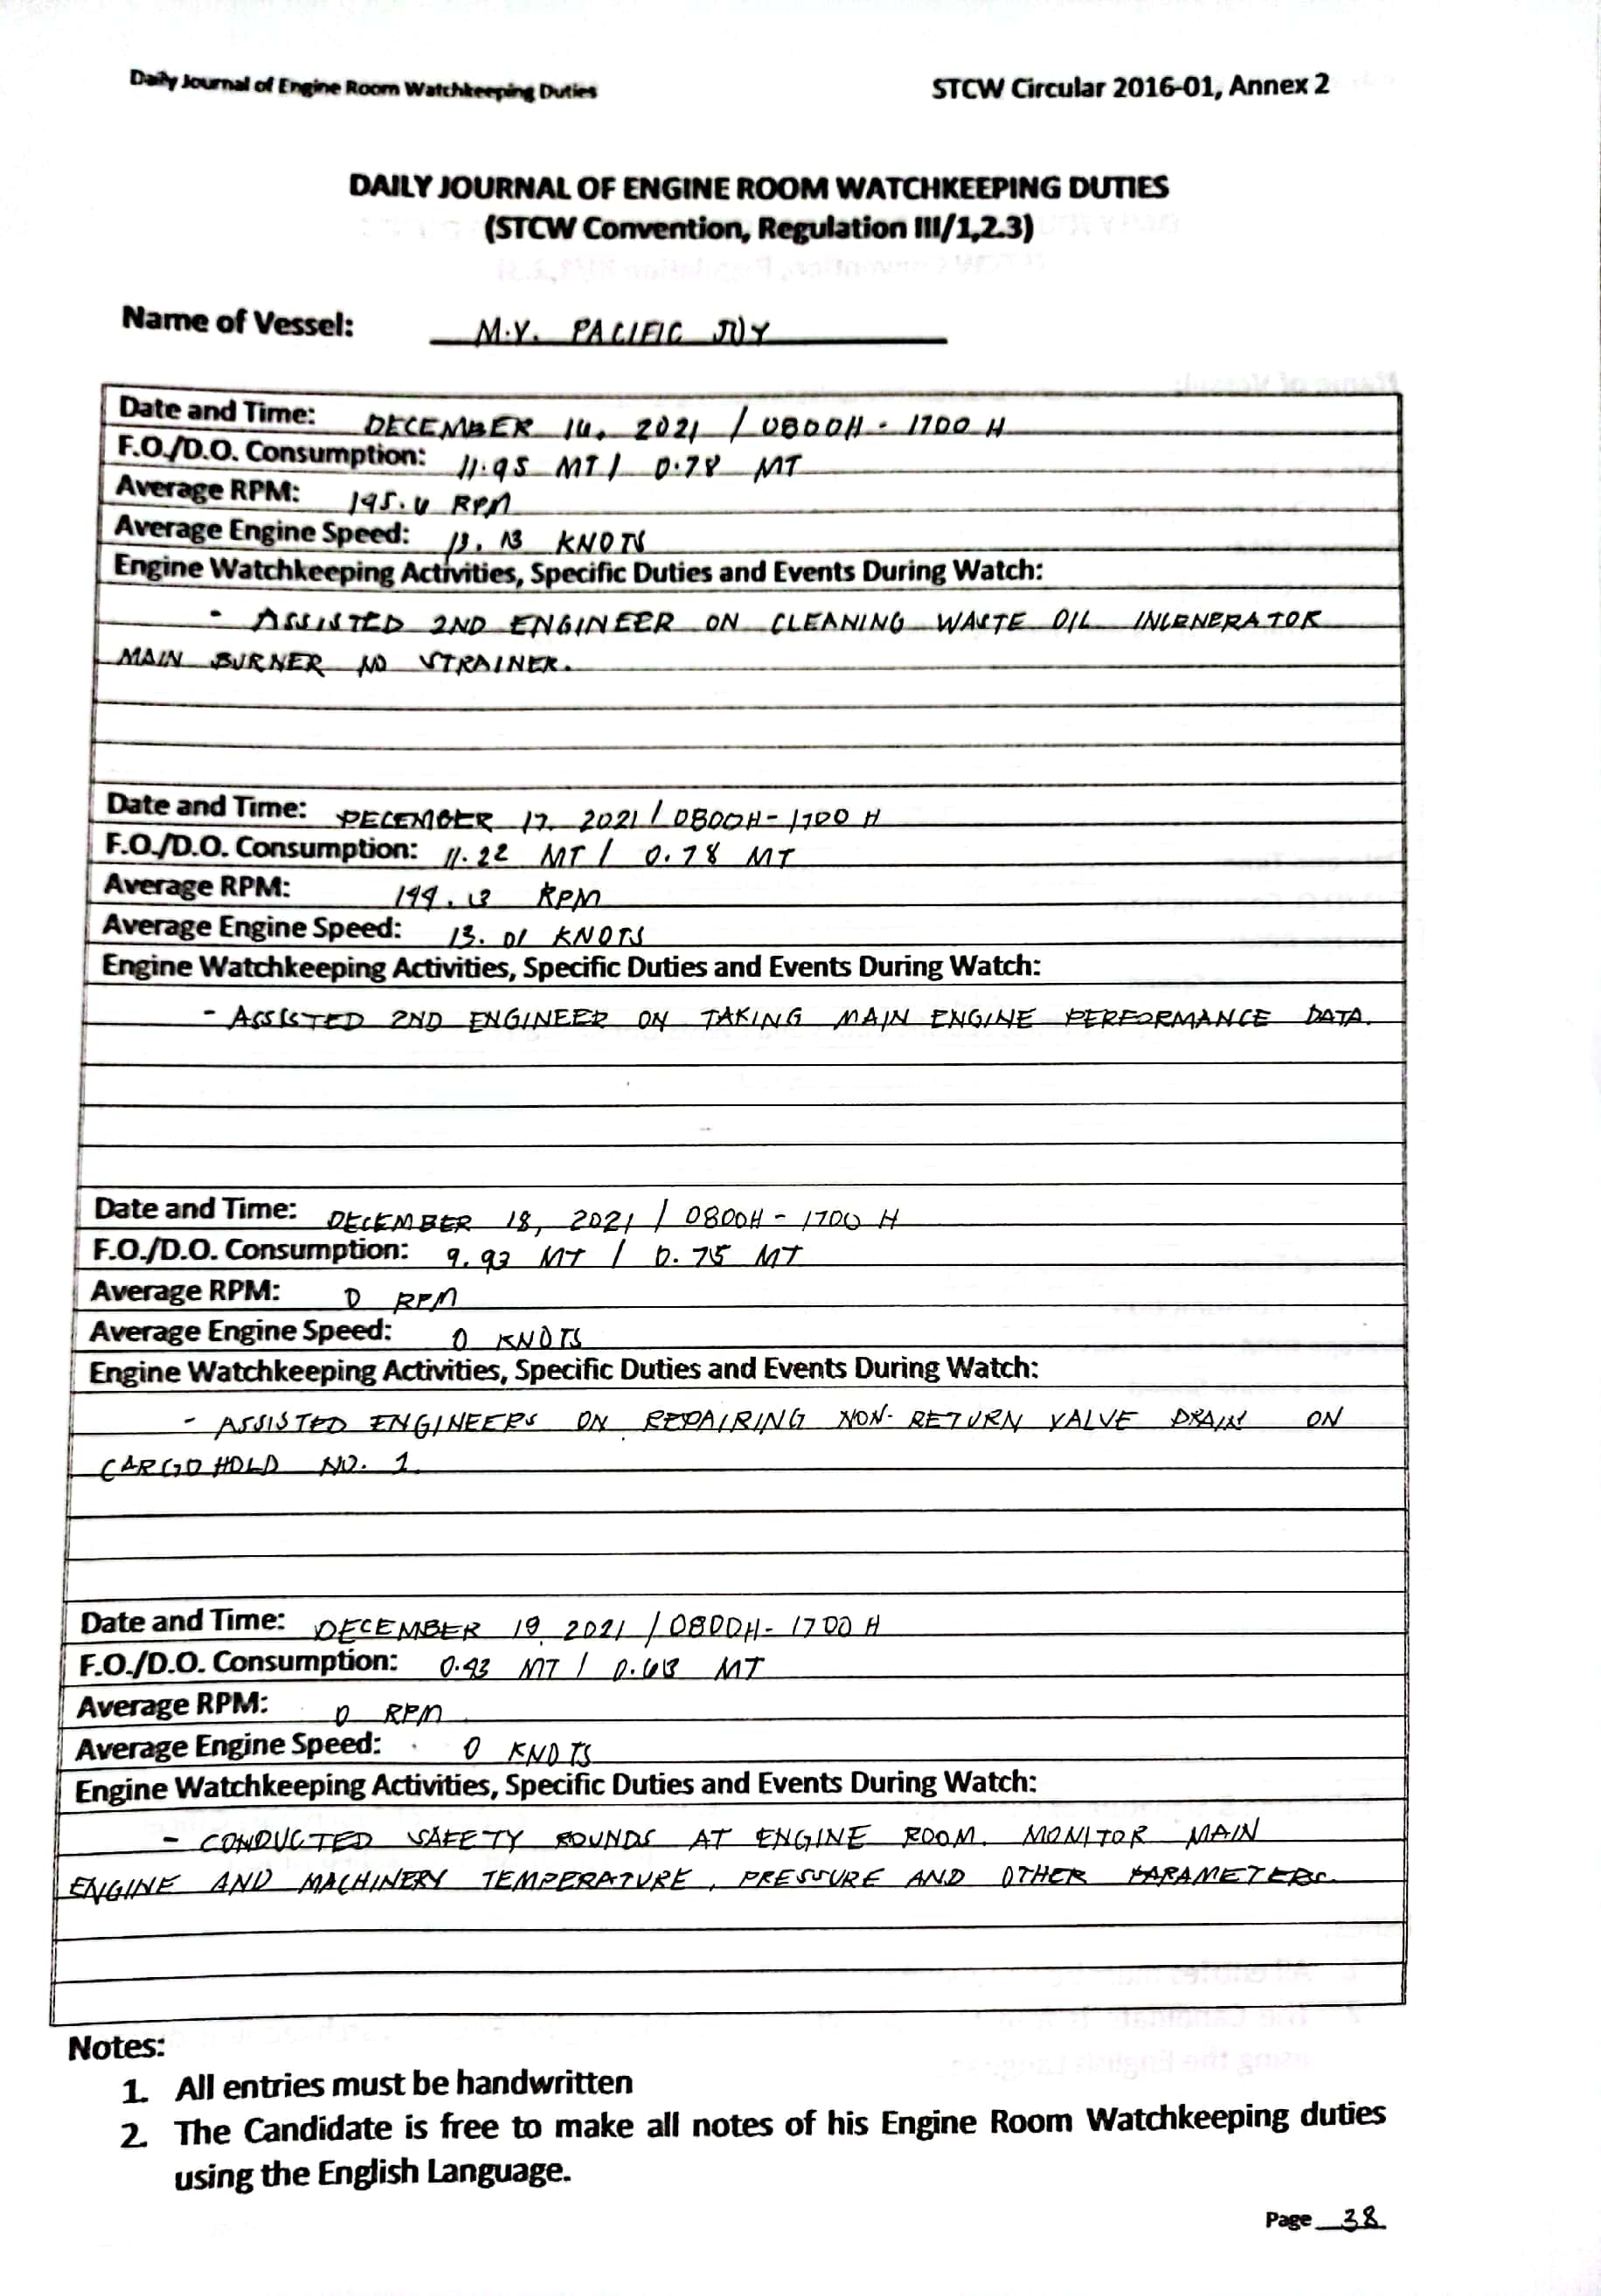 Daily Journal of Engine Room Watchkeeping Duties STCW Circular 2016-01, Annex 2
DAILY JOURNAL OF ENGINE ROOM WATCHKEEPING DUTIES
(STCW Convention, Regulation III/1,2.3)
Name of Vessel: M.V. PACIFIC JOY
Date and Time: DECEMBER 16, 2021 / 0800H - 1700 H
F.O./D.O. Consumption: 11.95 MT / 0.78 MT
Average RPM: RPM
Average Engine Speed: 13.13 KNOTS
Engine Watchkeeping Activities, Specific Duties and Events During Watch:
- ASSISTED 2ND ENGINEER ON CLEANING WASTE OIL INCENERATOR
MAIN BURNER STRAINER.
Date and Time: DECEMBER 17, 2021 / 0800H - 1700 H
F.O./D.O. Consumption: 11.22 MT / 0.78 MT
Average RPM: RPM
Average Engine Speed: 13.01 KNOTS
Engine Watchkeeping Activities, Specific Duties and Events During Watch:
- ASSISTED 2ND ENGINEER ON TAKING MAIN ENGINE PERFORMANCE DATA.
Date and Time: DECEMBER 18, 2021 / 0800H - 1700 H
F.O./D.O. Consumption: 9.93 MT / 0.75 MT
Average RPM: 0 RPM
Average Engine Speed: 0 KNOTS
Engine Watchkeeping Activities, Specific Duties and Events During Watch:
- ASSISTED ENGINEERS ON REPAIRING NON-RETURN VALVE DRAIN ON
CARGO HOLD NO. 1.
Date and Time: DECEMBER 19, 2021 / 0800H - 1700 H
F.O./D.O. Consumption: MT / MT
Average RPM: 0 RPM
Average Engine Speed: 0 KNOTS
Engine Watchkeeping Activities, Specific Duties and Events During Watch:
- CONDUCTED SAFETY ROUNDS AT ENGINE ROOM. MONITOR MAIN
ENGINE AND MACHINERY TEMPERATURE, PRESSURE AND OTHER PARAMETERS.
Notes:
1. All entries must be handwritten
2. The Candidate is free to make all notes of his Engine Room Watchkeeping duties
using the English Language.
Page 38